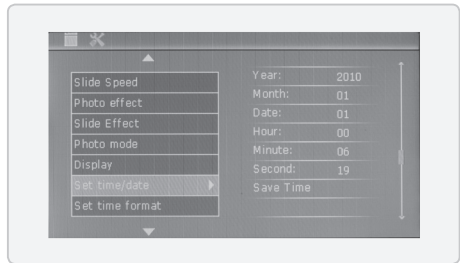 Slide Speed
Photo effect
Slide Effect
Photo mode
Display
Set time/date
Set time format
Year: 2010
Month: 01
Date: 01
Hour: 00
Minute: 06
Second: 19
Save Time